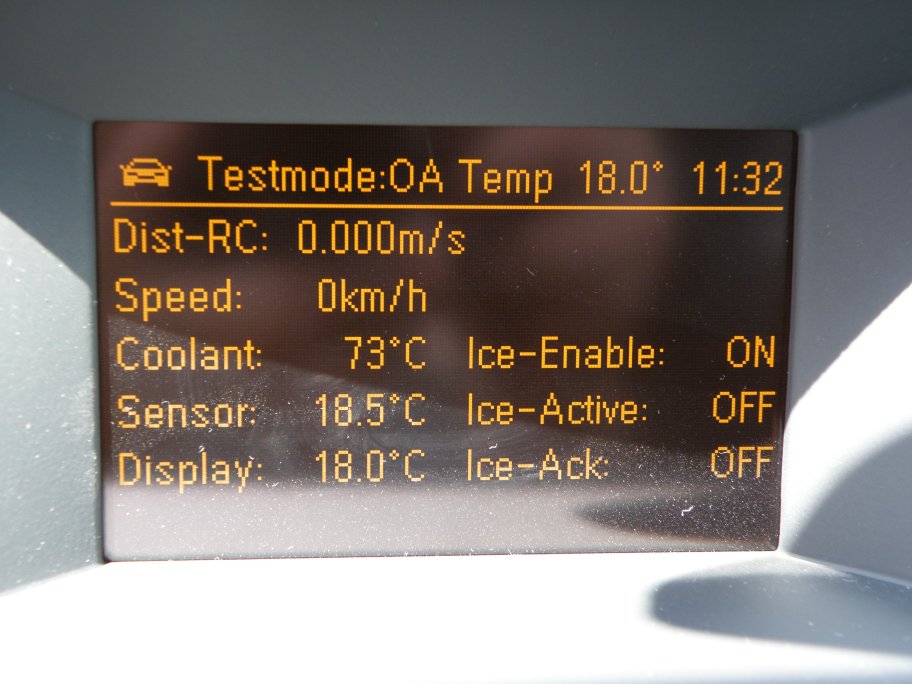 Testmode:OA Temp 18.0° 11:32
Dist-RC: 0.000m/s
Speed: 0km/h
Coolant: 73°C Ice-Enable: ON
Sensor: 18.5°C Ice-Active: OFF
Display: 18.0°C Ice-Ack: OFF